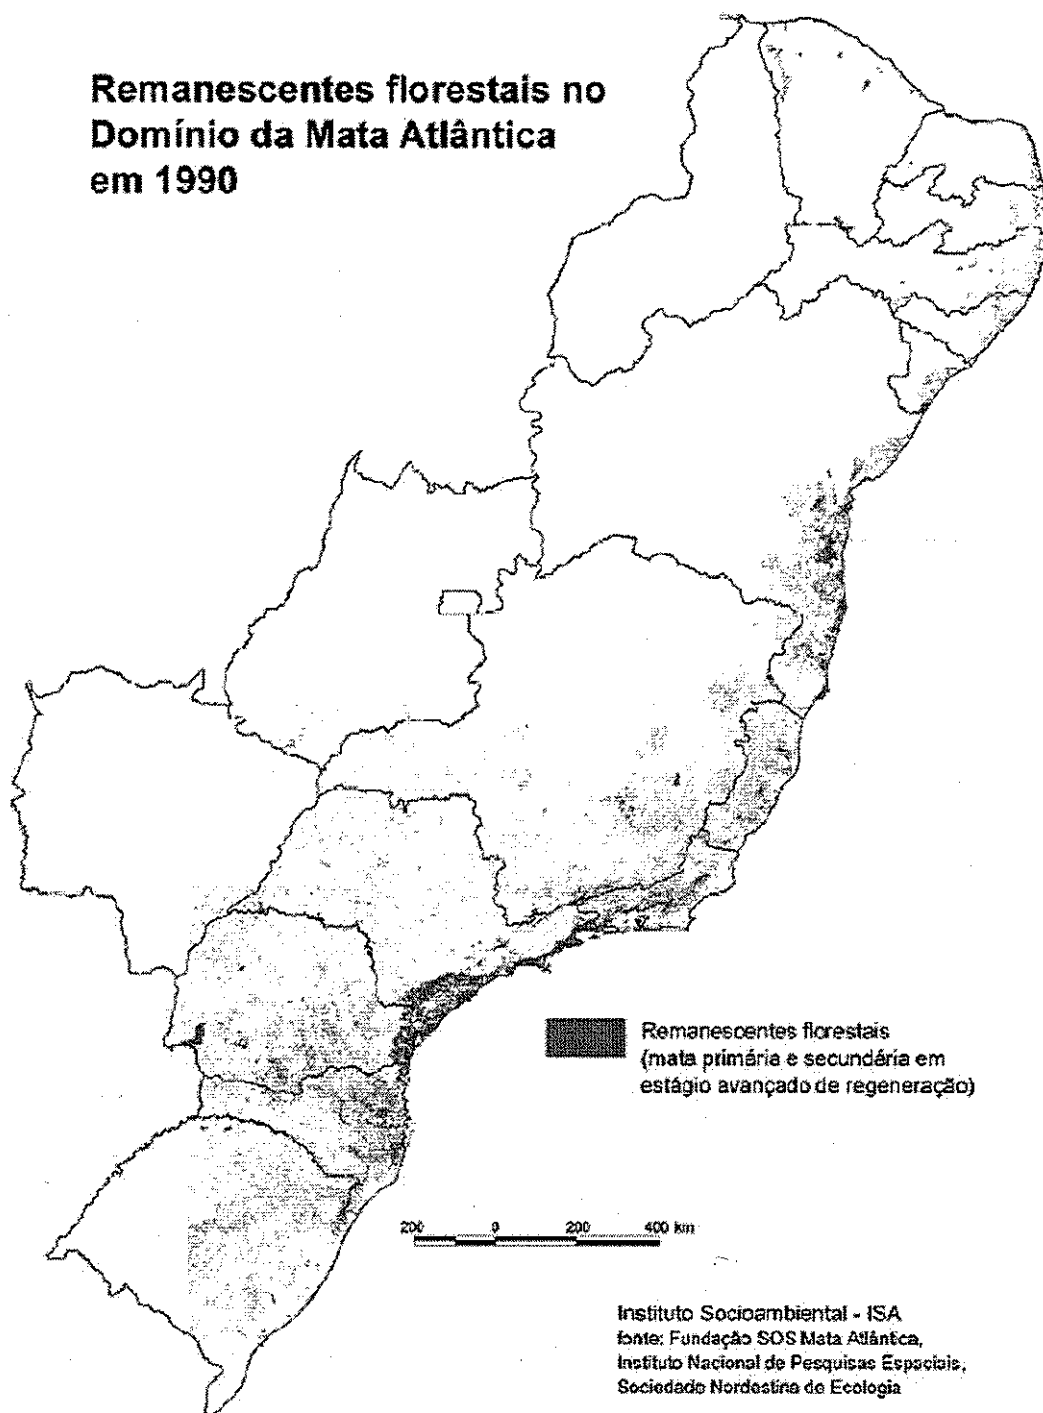 Remanescentes florestais no
Domínio da Mata Atlântica
em 1990
Remanescentes florestais
(mata primária e secundária em
estágio avançado de regeneração)
200 0 200 400 km
Instituto Socioambiental - ISA
fonte: Fundação SOS Mata Atlântica,
Instituto Nacional de Pesquisas Espaciais,
Sociedade Nordestina de Ecologia